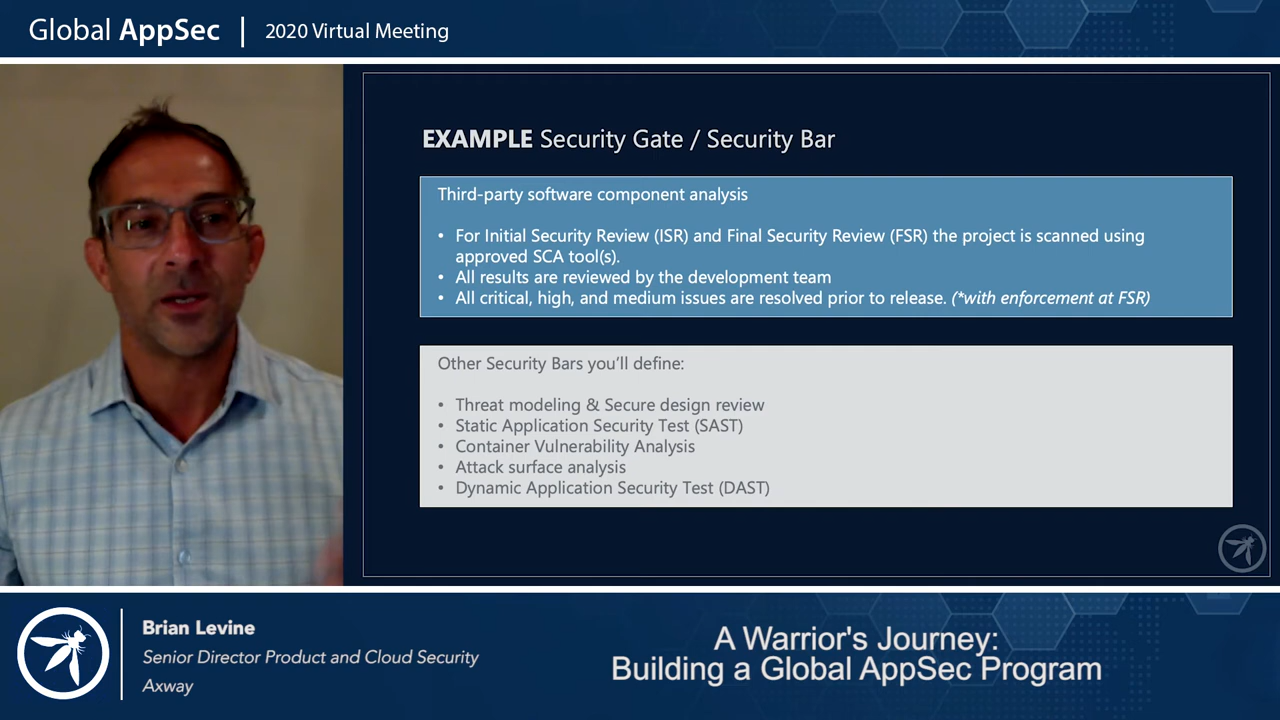 Global AppSec | 2020 Virtual Meeting
EXAMPLE Security Gate / Security Bar
Third-party software component analysis
• For Initial Security Review (ISR) and Final Security Review (FSR) the project is scanned using
approved SCA tool(s).
• All results are reviewed by the development team
• All critical, high, and medium issues are resolved prior to release. (*with enforcement at FSR)
Other Security Bars you’ll define:
• Threat modeling & Secure design review
• Static Application Security Test (SAST)
• Container Vulnerability Analysis
• Attack surface analysis
• Dynamic Application Security Test (DAST)
Brian Levine
Senior Director Product and Cloud Security
Axway
A Warrior's Journey:
Building a Global AppSec Program